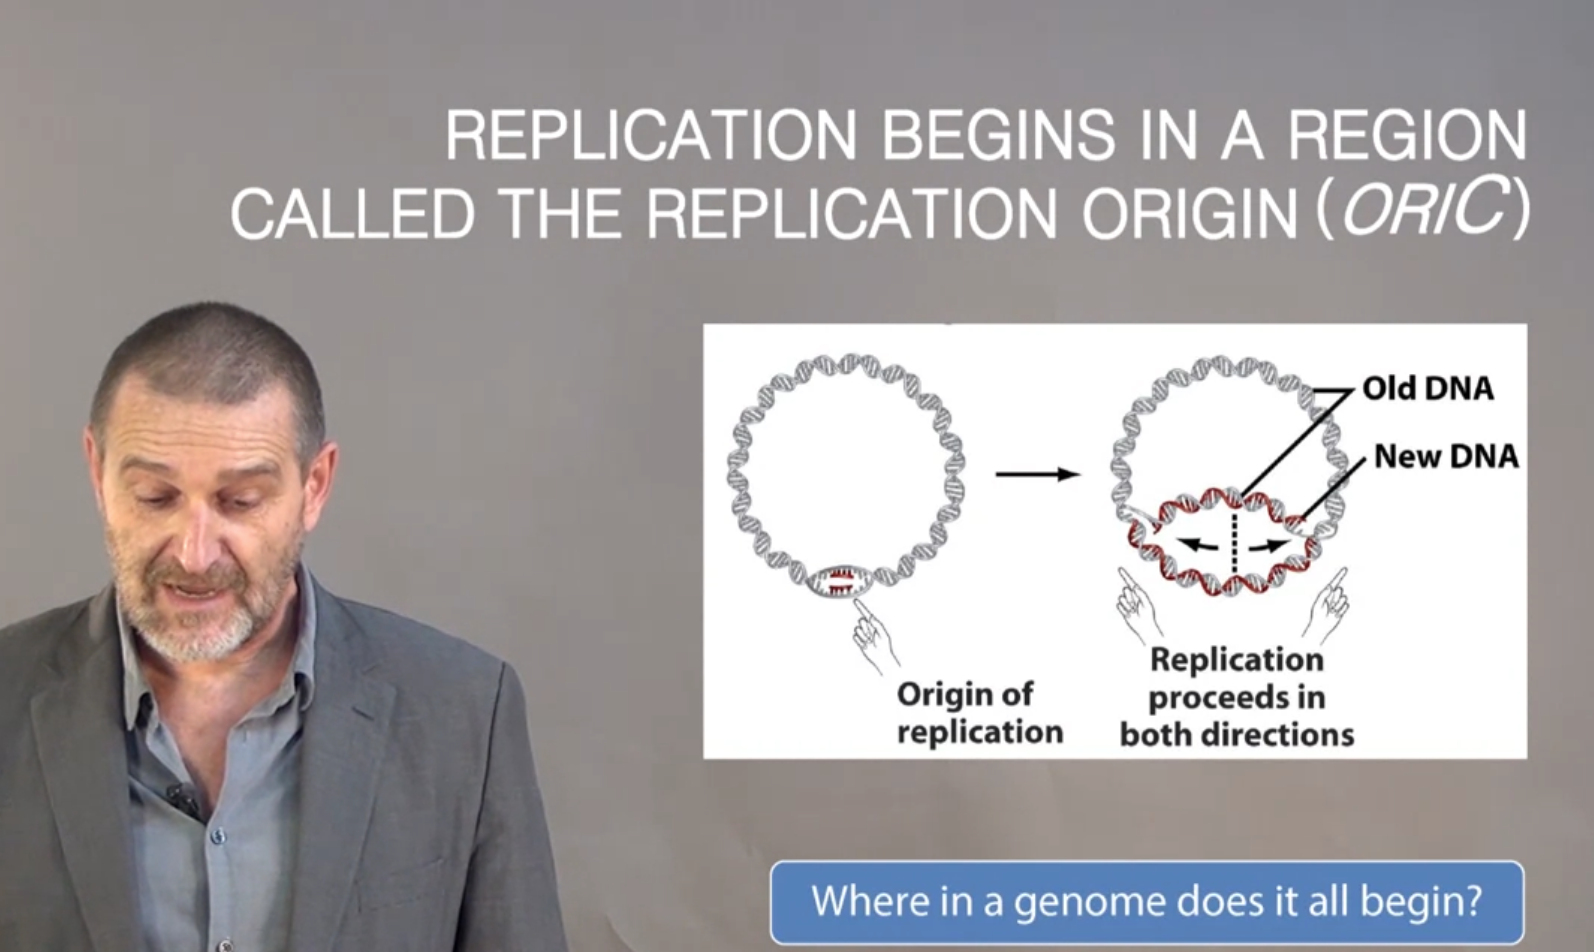 REPLICATION BEGINS IN A REGION
CALLED THE REPLICATION ORIGIN (ORIC)
Old DNA
New DNA
Origin of
replication
Replication
proceeds in
both directions
Where in a genome does it all begin?